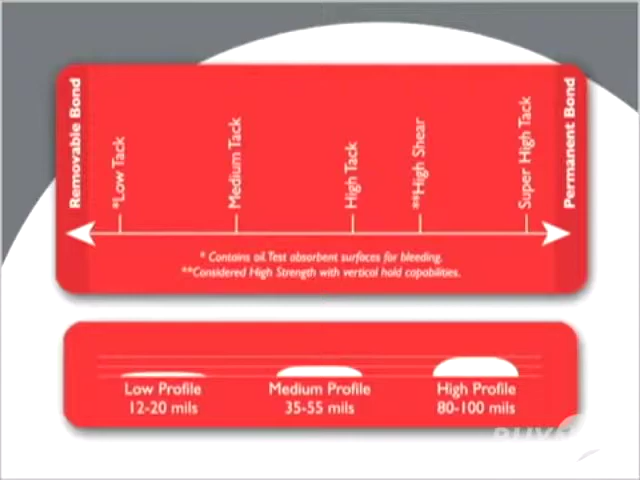 Removable Bond
*Low Tack
Medium Tack
High Tack
**High Shear
Super High Tack
Permanent Bond
* Contains oil. Test absorbent surfaces for bleeding.
**Considered High Strength with vertical hold capabilities.
Low Profile
12-20 mils
Medium Profile
35-55 mils
High Profile
80-100 mils